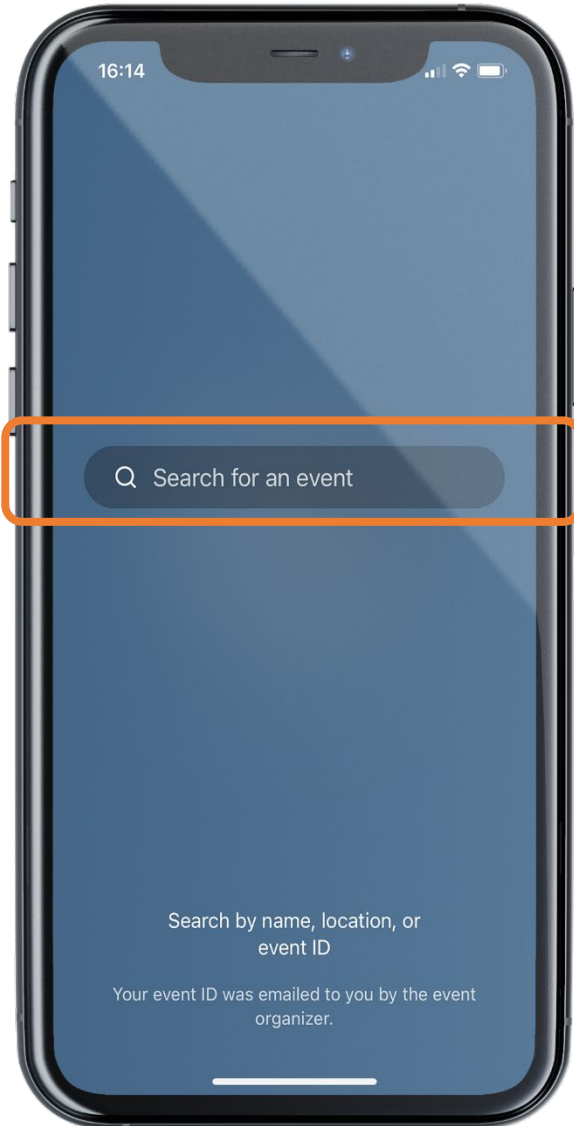 16:14
Search for an event
Search by name, location, or
event ID
Your event ID was emailed to you by the event
organizer.